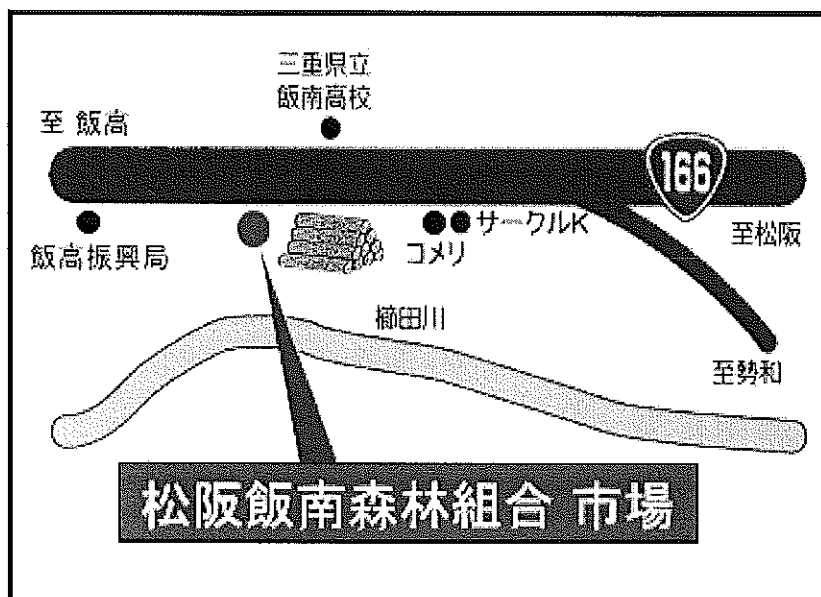 三重県立
飯南高校
至 飯高
166
飯高振興局
コメリ
サークルK
至松阪
櫛田川
至勢和
松阪飯南森林組合 市場